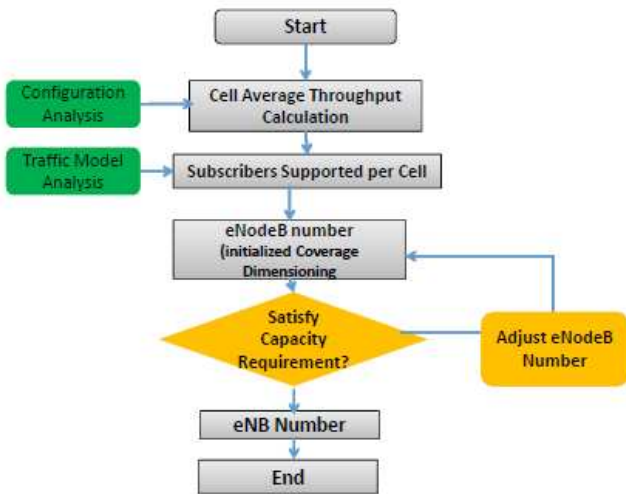 Start
Configuration
Analysis
Cell Average Throughput
Calculation
Traffic Model
Analysis
Subscribers Supported per Cell
eNodeB number
(initialized Coverage
Dimensioning
Satisfy
Capacity
Requirement?
Adjust eNodeB
Number
eNB Number
End